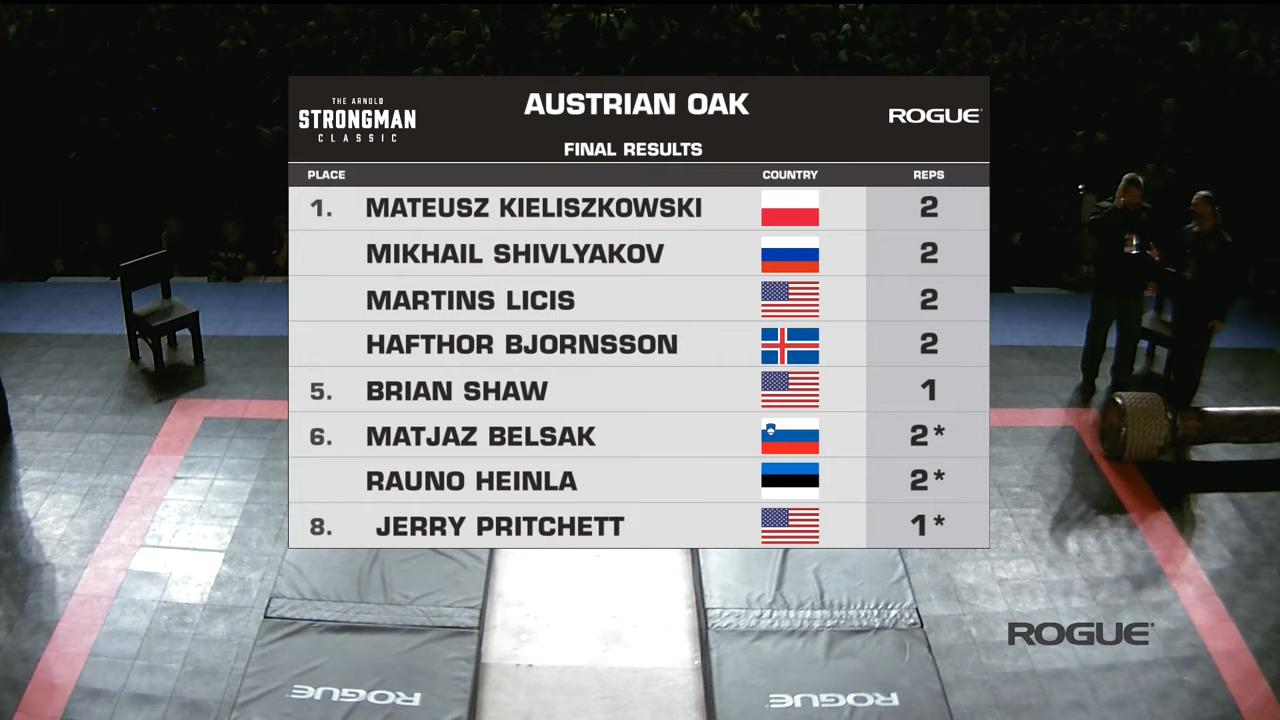 THE ARNOLD
STRONGMAN
CLASSIC
AUSTRIAN OAK
FINAL RESULTS
ROGUE
PLACE COUNTRY REPS
1. MATEUSZ KIELISZKOWSKI 2
MIKHAIL SHIVLYAKOV 2
MARTINS LICIS 2
HAFTHOR BJORNSSON 2
5. BRIAN SHAW 1
6. MATJAZ BELSAK 2*
RAUNO HEINLA 2*
8. JERRY PRITCHETT 1*
ROGUE
ROGUE
ROGUE